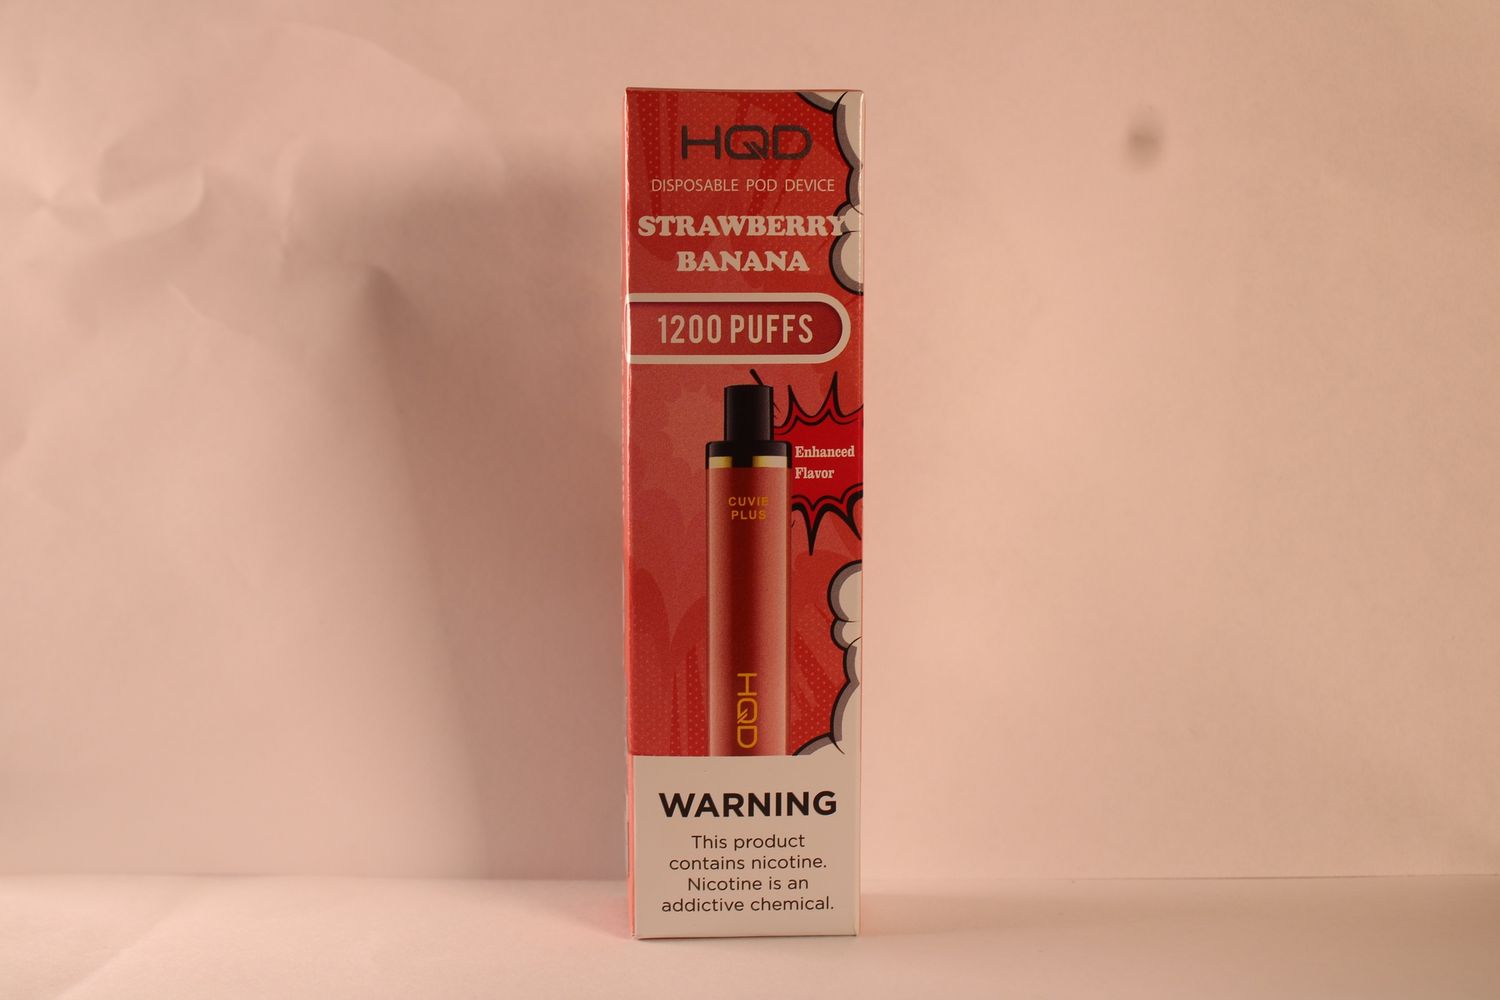 HQD
DISPOSABLE POD DEVICE
STRAWBERRY
BANANA
1200 PUFFS
Enhanced
Flavor
CUVIE
PLUS
HQD
WARNING
This product
contains nicotine.
Nicotine is an
addictive chemical.